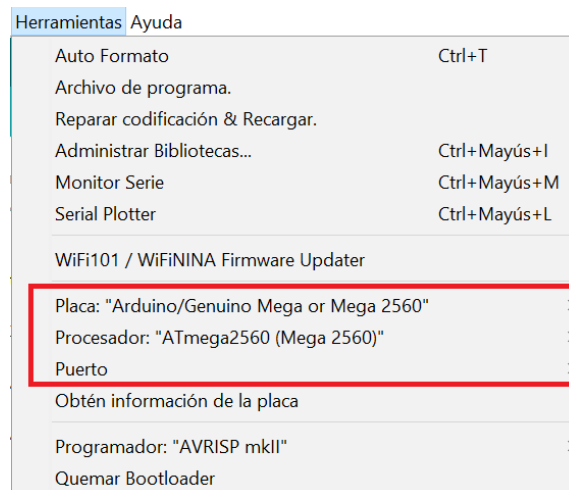 Herramientas Ayuda
Auto Formato Ctrl+T
Archivo de programa.
Reparar codificación & Recargar.
Administrar Bibliotecas... Ctrl+Mayús+I
Monitor Serie Ctrl+Mayús+M
Serial Plotter Ctrl+Mayús+L
WiFi101 / WiFiNINA Firmware Updater
Placa: "Arduino/Genuino Mega or Mega 2560"
Procesador: "ATmega2560 (Mega 2560)"
Puerto
Obtén información de la placa
Programador: "AVRISP mkII"
Quemar Bootloader